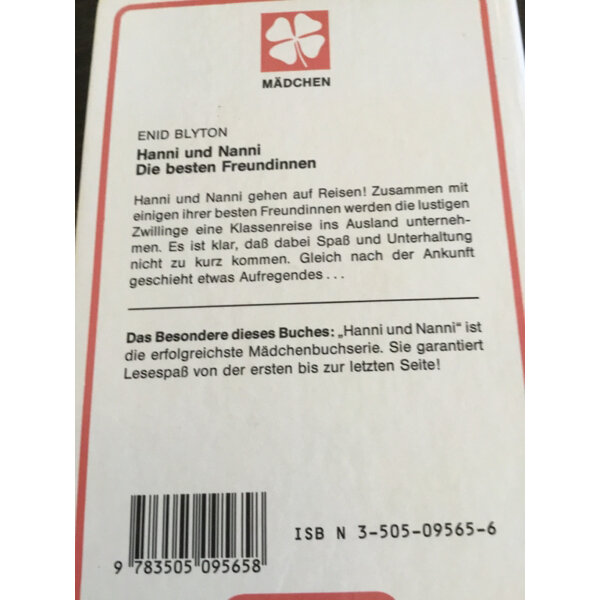 MÄDCHEN
ENID BLYTON
Hanni und Nanni
Die besten Freundinnen
Hanni und Nanni gehen auf Reisen! Zusammen mit
einigen ihrer besten Freundinnen werden die lustigen
Zwillinge eine Klassenreise ins Ausland unterneh-
men. Es ist klar, daß dabei Spaß und Unterhaltung
nicht zu kurz kommen. Gleich nach der Ankunft
geschieht etwas Aufregendes . . .
Das Besondere dieses Buches: „Hanni und Nanni“ ist
die erfolgreichste Mädchenbuchserie. Sie garantiert
Lesespaß von der ersten bis zur letzten Seite!
ISB N 3-505-09565-6
9 783505 095658